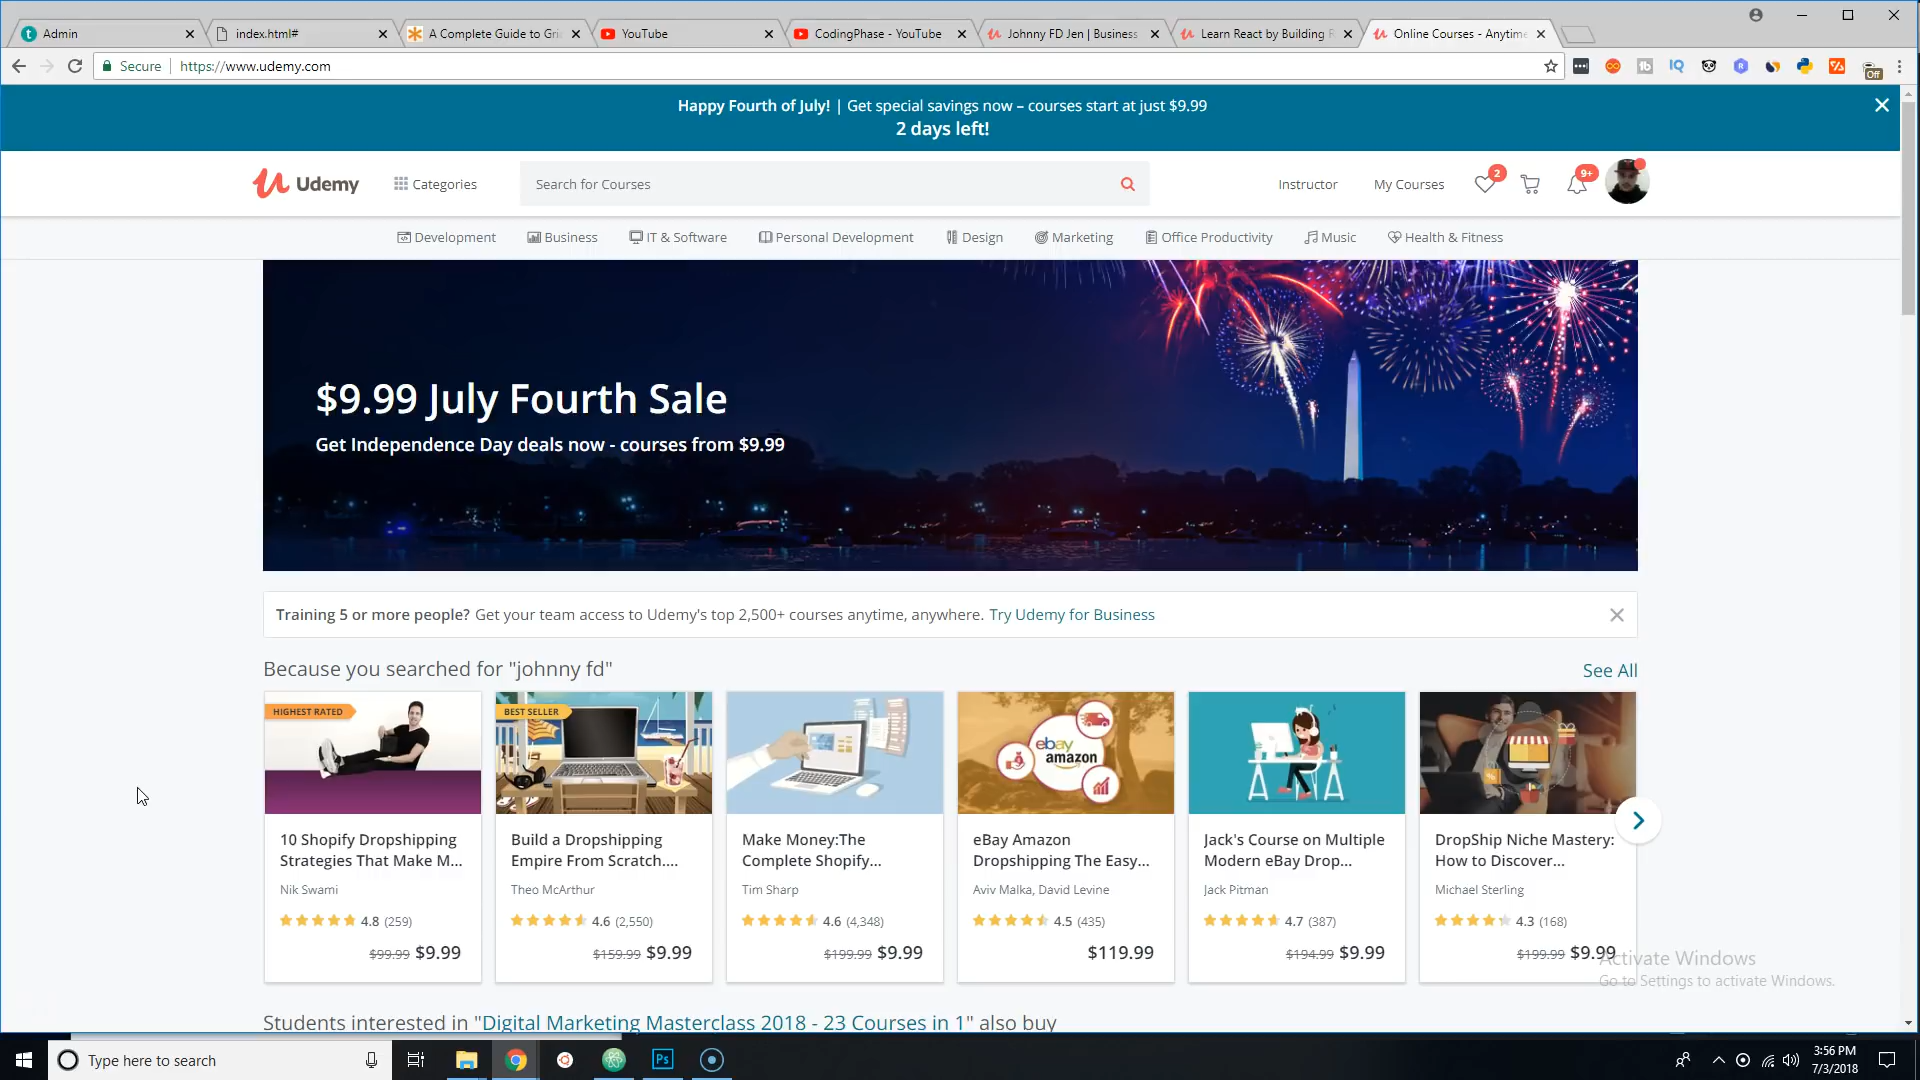 Admin
index.html#
A Complete Guide to Gri
YouTube
CodingPhase - YouTube
Johnny FD Jen | Business
Learn React by Building R
Online Courses - Anytime
Secure
https://www.udemy.com
Off
Happy Fourth of July! | Get special savings now – courses start at just $9.99
2 days left!
Udemy
Categories
Search for Courses
Instructor
My Courses
2
9+
Development
Business
IT & Software
Personal Development
Design
Marketing
Office Productivity
Music
Health & Fitness
$9.99 July Fourth Sale
Get Independence Day deals now - courses from $9.99
Training 5 or more people? Get your team access to Udemy's top 2,500+ courses anytime, anywhere. Try Udemy for Business
Because you searched for "johnny fd"
See All
HIGHEST RATED
10 Shopify Dropshipping
Strategies That Make M...
Nik Swami
4.8 (259)
$99.99 $9.99
BEST SELLER
Build a Dropshipping
Empire From Scratch....
Theo McArthur
4.6 (2,550)
$159.99 $9.99
Make Money:The
Complete Shopify...
Tim Sharp
4.6 (4,348)
$199.99 $9.99
ebay
amazon
eBay Amazon
Dropshipping The Easy...
Aviv Malka, David Levine
4.5 (435)
$119.99
Jack's Course on Multiple
Modern eBay Drop...
Jack Pitman
4.7 (387)
$194.99 $9.99
DropShip Niche Mastery:
How to Discover...
Michael Sterling
4.3 (168)
$199.99 $9.99
Activate Windows
Go to Settings to activate Windows.
Students interested in "Digital Marketing Masterclass 2018 - 23 Courses in 1" also buy
Type here to search
Ps
3:56 PM
7/3/2018